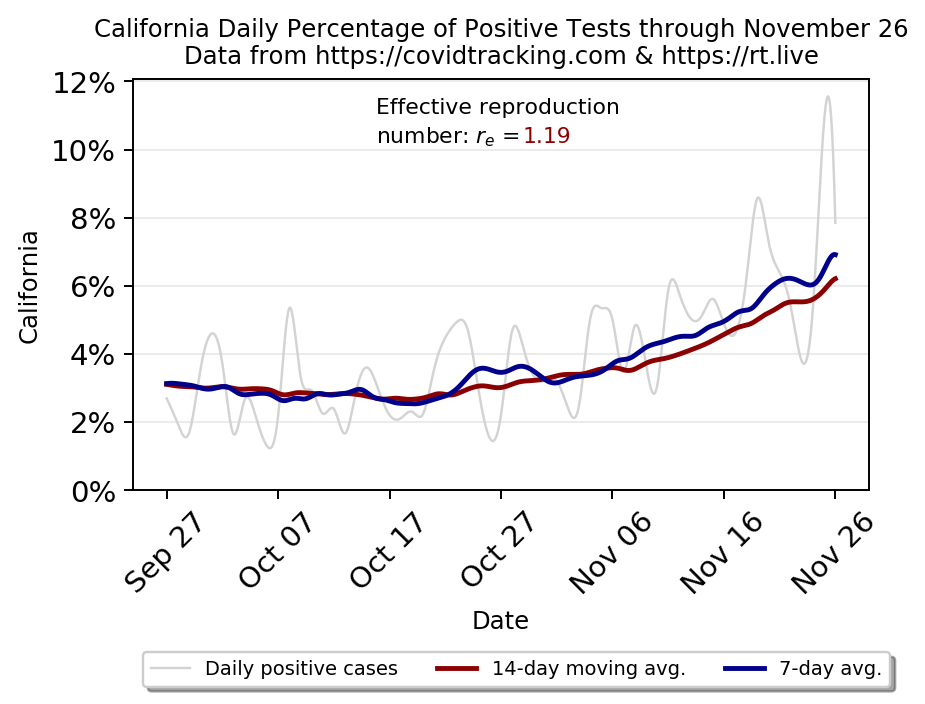 California Daily Percentage of Positive Tests through November 26
Data from https://covidtracking.com & https://rt.live
Effective reproduction
number: rₑ = 1.19
12%
10%
8%
6%
4%
2%
0%
California
Sep 27
Oct 07
Oct 17
Oct 27
Nov 06
Nov 16
Nov 26
Date
Daily positive cases
14-day moving avg.
7-day avg.